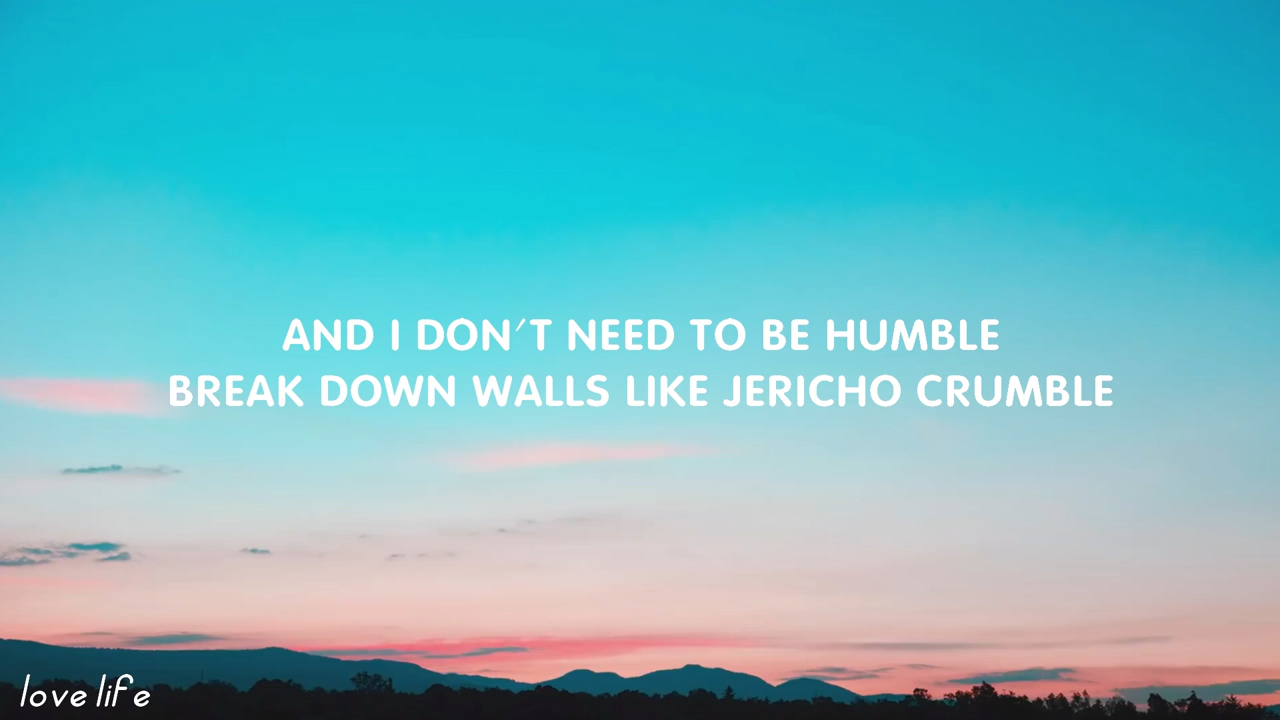 AND I DON'T NEED TO BE HUMBLE
BREAK DOWN WALLS LIKE JERICHO CRUMBLE
love life